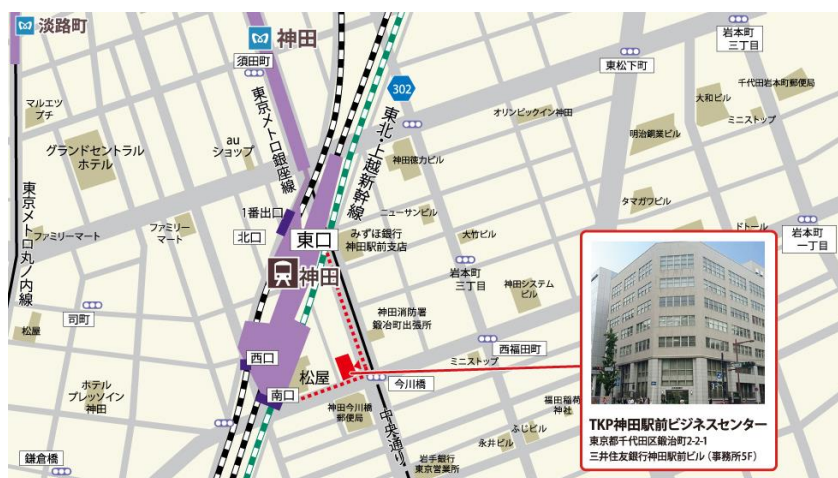 淡路町
神田
須田町
302
東松下町
岩本町
三丁目
千代田岩本町郵便局
マルエツ
プチ
グランドセントラル
ホテル
au
ショップ
東京メトロ銀座線
東北・上越新幹線
オリンピックイン神田
大和ビル
ミニストップ
明治鋼業ビル
神田徳力ビル
東京メトロ丸ノ内線
1番出口
ニューサンビル
タマガワビル
ファミリーマート
ファミリー
マート
北口
東口
みずほ銀行
神田駅前支店
大竹ビル
ドトール
岩本町
一丁目
神田
岩本町
三丁目
神田システム
ビル
司町
松屋
神田消防署
鍛冶町出張所
西福田町
西口
松屋
ミニストップ
今川橋
ホテル
プレッソイン
神田
南口
神田今川橋
郵便局
中央通り
福田稲荷
神社
ふじビル
永井ビル
岩手銀行
東京営業所
鎌倉橋
TKP神田駅前ビジネスセンター
東京都千代田区鍛治町2-2-1
三井住友銀行神田駅前ビル（事務所5F）